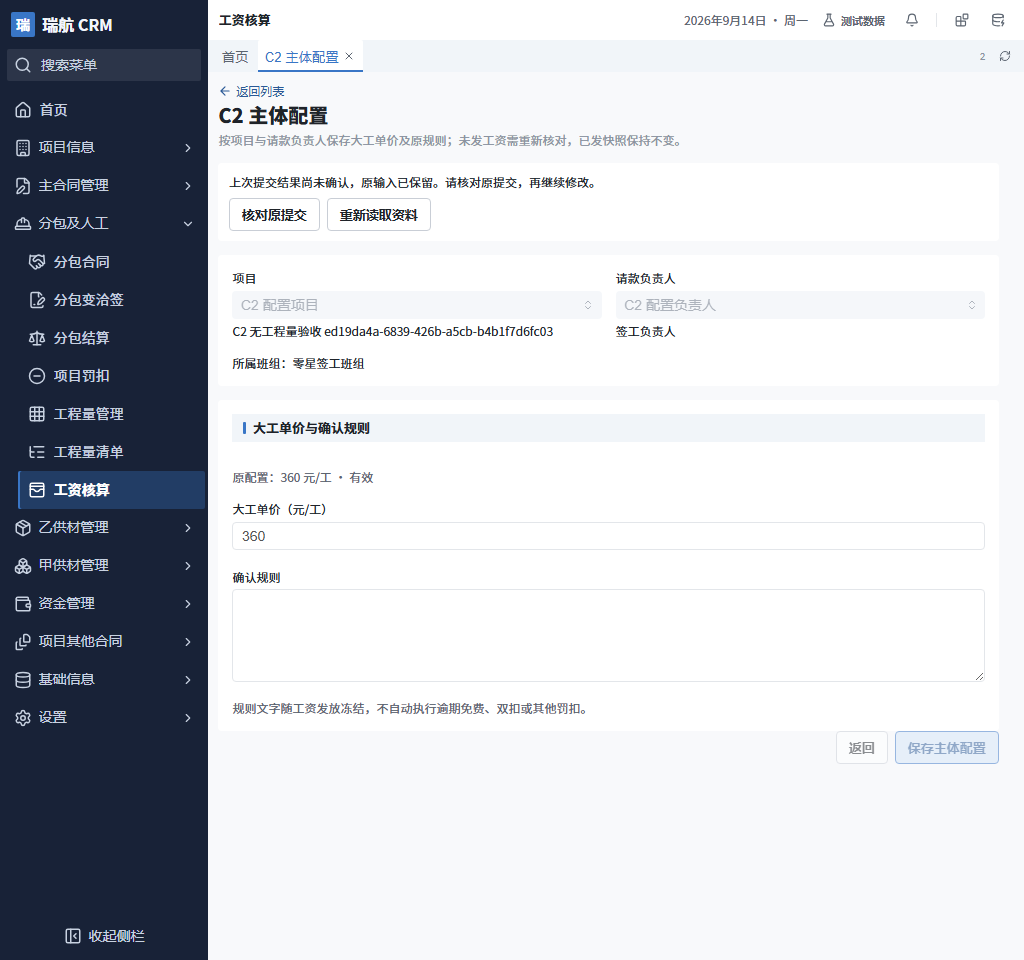 瑞 瑞航 CRM
搜索菜单
首页
项目信息
主合同管理
分包及人工
分包合同
分包变洽签
分包结算
项目罚扣
工程量管理
工程量清单
工资核算
乙供材管理
甲供材管理
资金管理
项目其他合同
基础信息
设置
收起侧栏
工资核算
2026年9月14日 · 周一 测试数据
首页 C2 主体配置 × 2
← 返回列表
C2 主体配置
按项目与请款负责人保存大工单价及原规则；未发工资需重新核对，已发快照保持不变。
上次提交结果尚未确认，原输入已保留。请核对原提交，再继续修改。
核对原提交 重新读取资料
项目 请款负责人
C2 配置项目 C2 配置负责人
C2 无工程量验收 ed19da4a-6839-426b-a5cb-b4b1f7d6fc03 签工负责人
所属班组：零星签工班组
大工单价与确认规则
原配置：360 元/工 · 有效
大工单价（元/工）
360
确认规则
规则文字随工资发放冻结，不自动执行逾期免费、双扣或其他罚扣。
返回 保存主体配置